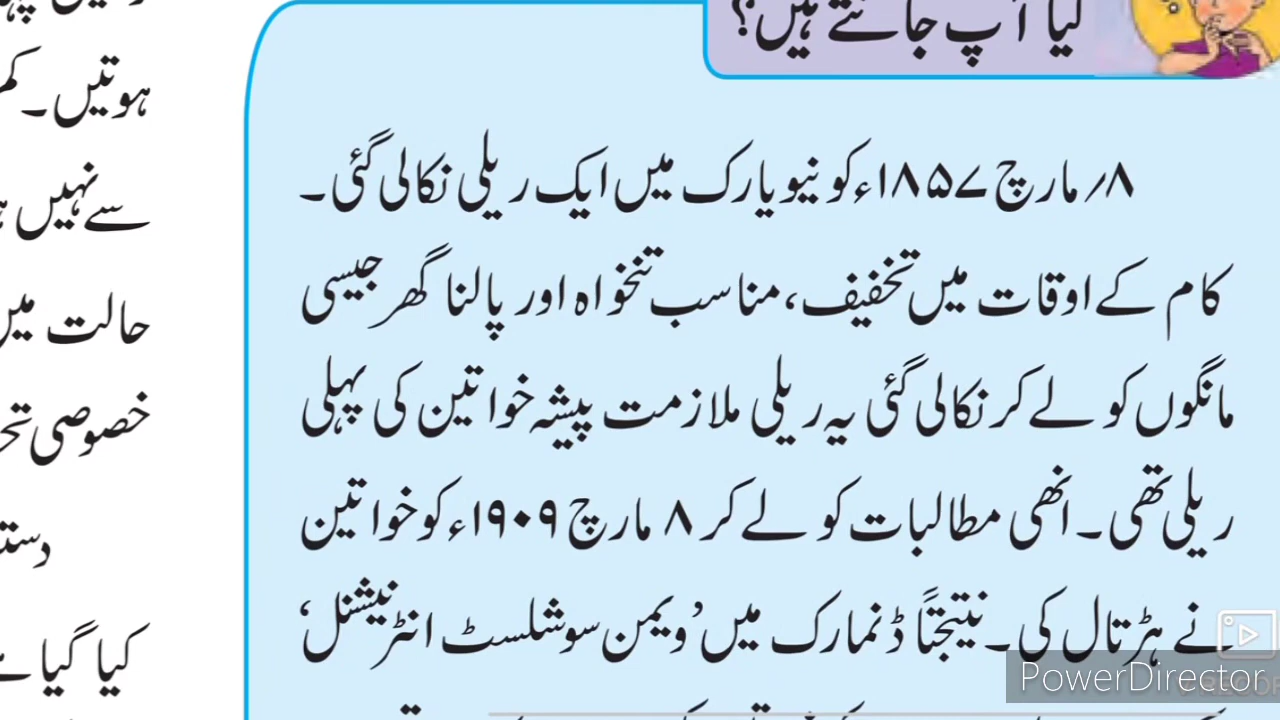 کیا آپ جانتے ہیں؟
۸؍ مارچ ۱۸۵۷ء کو نیویارک میں ایک ریلی نکالی گئی۔
کام کے اوقات میں تخفیف، مناسب تنخواہ اور پالنا گھر جیسی
مانگوں کو لے کر نکالی گئی یہ ریلی ملازمت پیشہ خواتین کی پہلی
ریلی تھی۔ انھی مطالبات کو لے کر ۸ مارچ ۱۹۰۹ء کو خواتین
نے ہڑتال کی۔ نتیجتاً ڈنمارک میں ’ویمن سوشلسٹ انٹرنیشنل‘
ہوتیں۔
سے نہیں
حالت میں
خصوصی
کیا گیا
PowerDirector